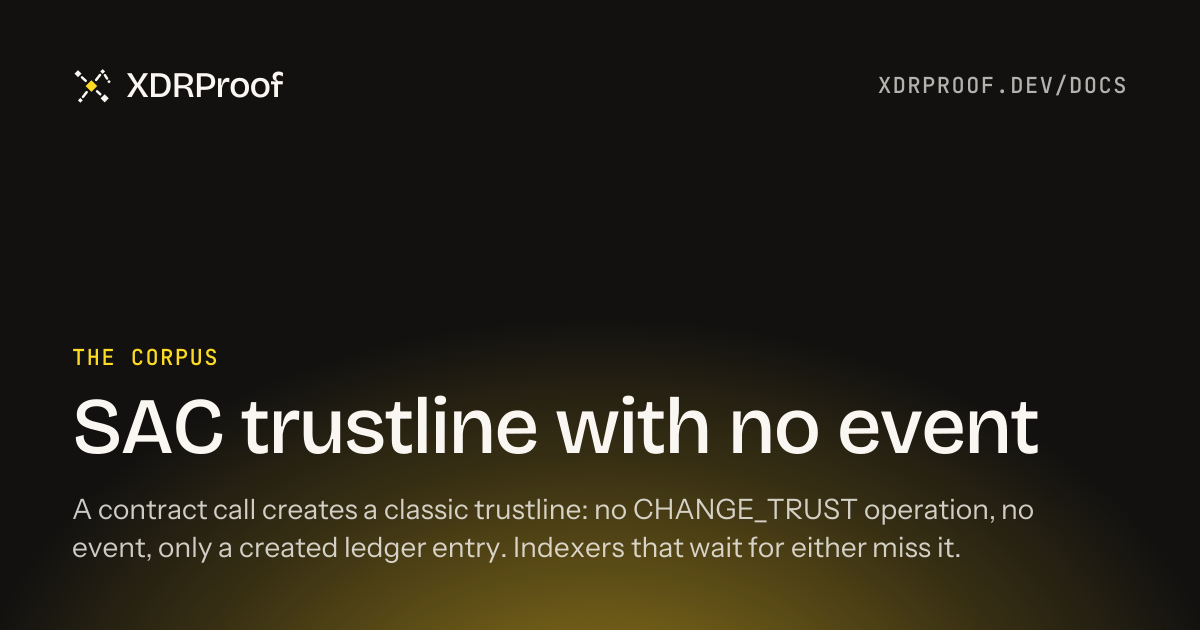 XDRProof
XDRPROOF.DEV/DOCS
THE CORPUS
SAC trustline with no event
A contract call creates a classic trustline: no CHANGE_TRUST operation, no
event, only a created ledger entry. Indexers that wait for either miss it.